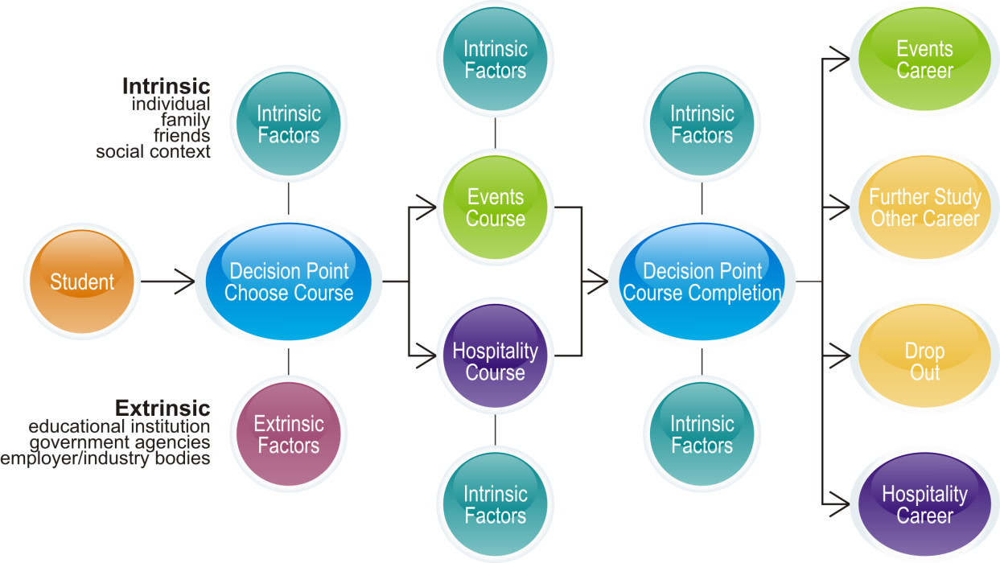 Intrinsic
individual
family
friends
social context
Intrinsic
Factors
Student
Decision Point
Choose Course
Extrinsic
educational institution
government agencies
employer/industry bodies
Extrinsic
Factors
Intrinsic
Factors
Events
Course
Hospitality
Course
Intrinsic
Factors
Intrinsic
Factors
Decision Point
Course Completion
Intrinsic
Factors
Events
Career
Further Study
Other Career
Drop
Out
Hospitality
Career